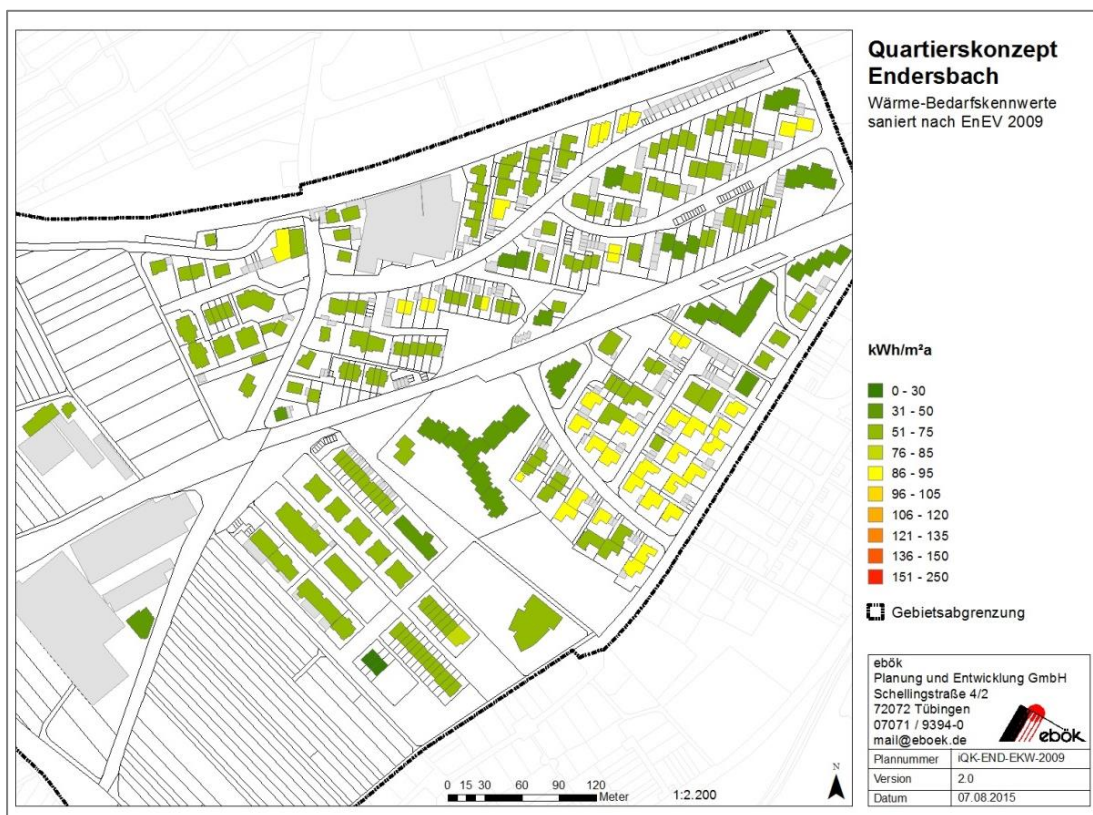 Quartierskonzept
Endersbach
Wärme-Bedarfskennwerte
saniert nach EnEV 2009
kWh/m²a
0 - 30
31 - 50
51 - 75
76 - 85
86 - 95
96 - 105
106 - 120
121 - 135
136 - 150
151 - 250
Gebietsabgrenzung
ebök
Planung und Entwicklung GmbH
Schellingstraße 4/2
72072 Tübingen
07071 / 9394-0
mail@eboek.de
ebök
Plannummer iQK-END-EKW-2009
Version 2.0
Datum 07.08.2015
N
0 15 30 60 90 120
Meter
1:2.200